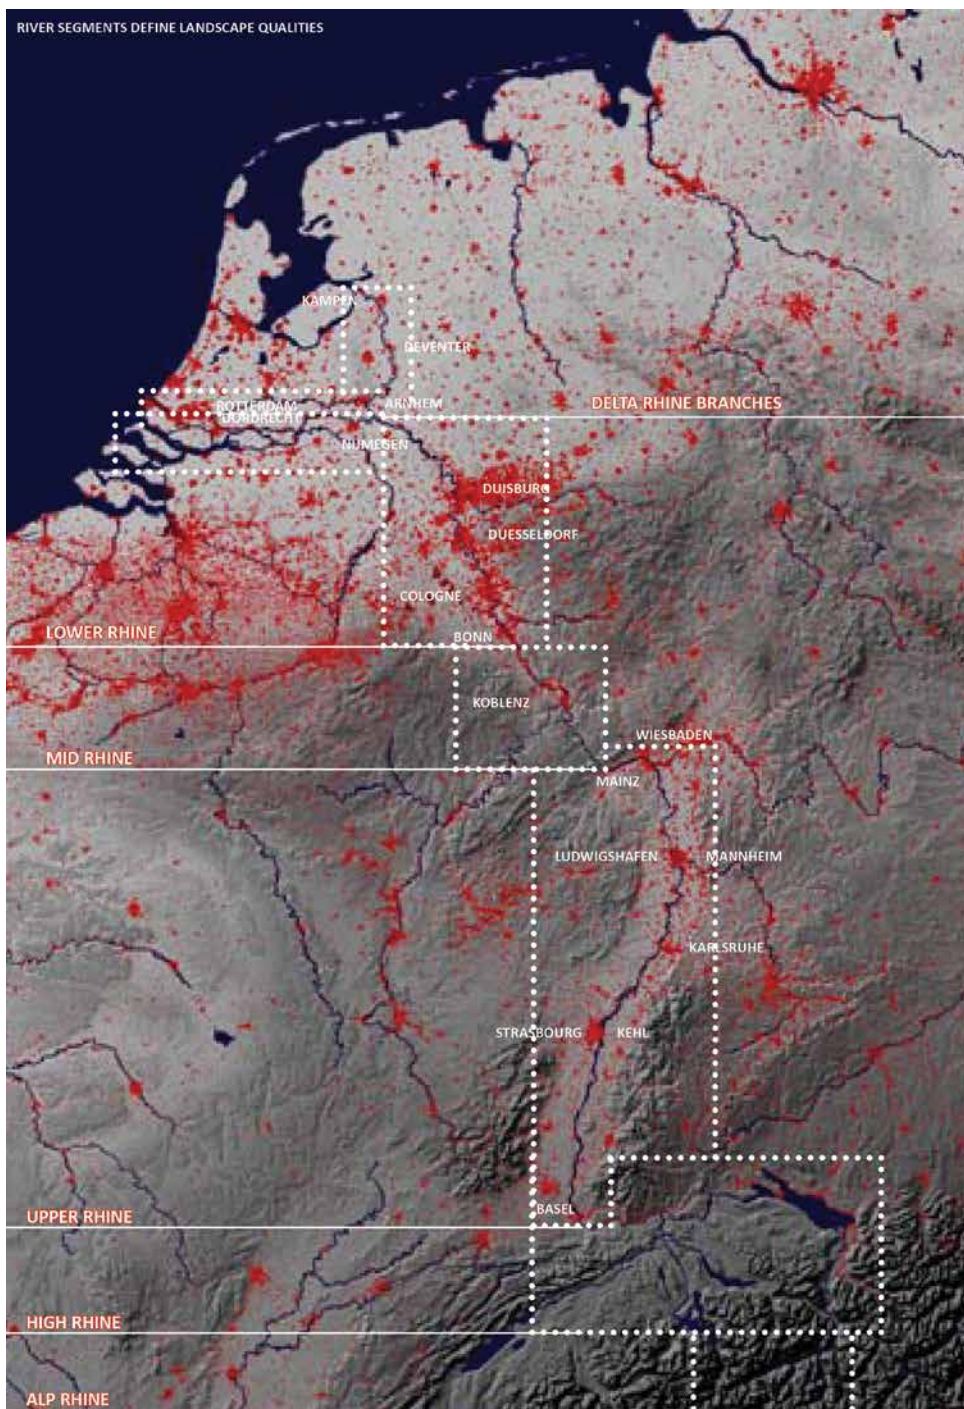 RIVER SEGMENTS DEFINE LANDSCAPE QUALITIES
KAMPEN
DEVENTER
ROTTERDAM
ARNHEM
DELTA RHINE BRANCHES
DORDRECHT
NIJMEGEN
DUISBURG
DUESSELDORF
COLOGNE
LOWER RHINE
BONN
KOBLENZ
WIESBADEN
MID RHINE
MAINZ
LUDWIGSHAFEN
MANNHEIM
KARLSRUHE
STRASBOURG
KEHL
BASEL
UPPER RHINE
HIGH RHINE
ALP RHINE